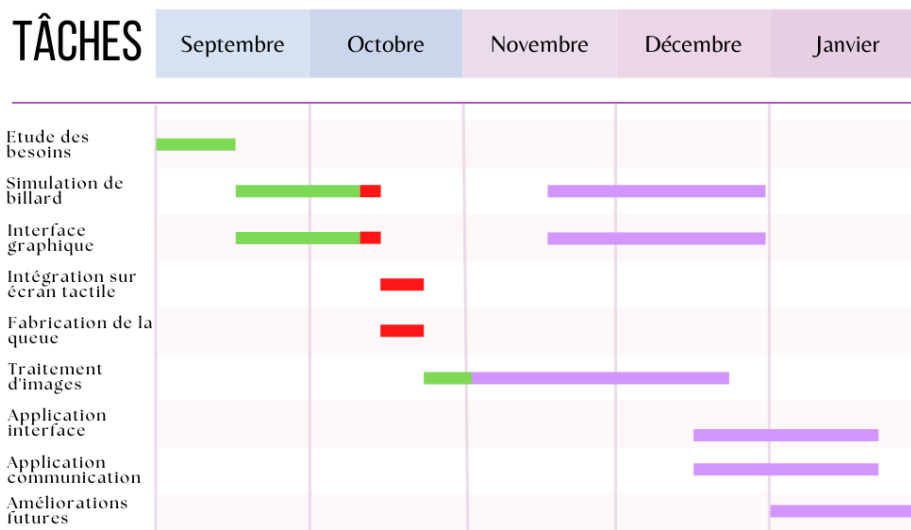 TÂCHES
Septembre
Octobre
Novembre
Décembre
Janvier
Etude des
besoins
Simulation de
billard
Interface
graphique
Intégration sur
écran tactile
Fabrication de la
queue
Traitement
d'images
Application
interface
Application
communication
Améliorations
futures